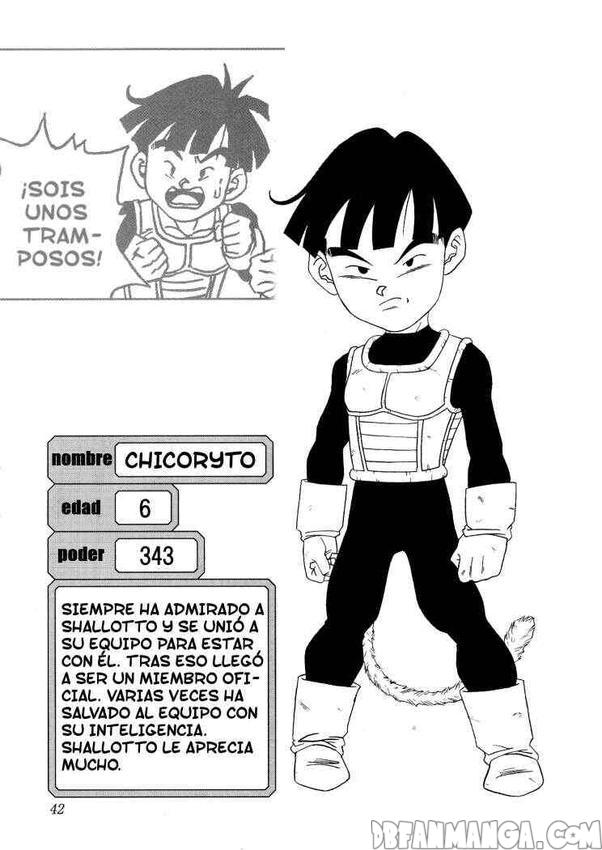 ¡SOIS
UNOS
TRAM-
POSOS!
nombre CHICORYTO
edad 6
poder 343
SIEMPRE HA ADMIRADO A
SHALLOTTO Y SE UNIÓ A
SU EQUIPO PARA ESTAR
CON ÉL. TRAS ESO LLEGÓ
A SER UN MIEMBRO OFI-
CIAL. VARIAS VECES HA
SALVADO AL EQUIPO CON
SU INTELIGENCIA.
SHALLOTTO LE APRECIA
MUCHO.
42
DBFANMANGA.COM